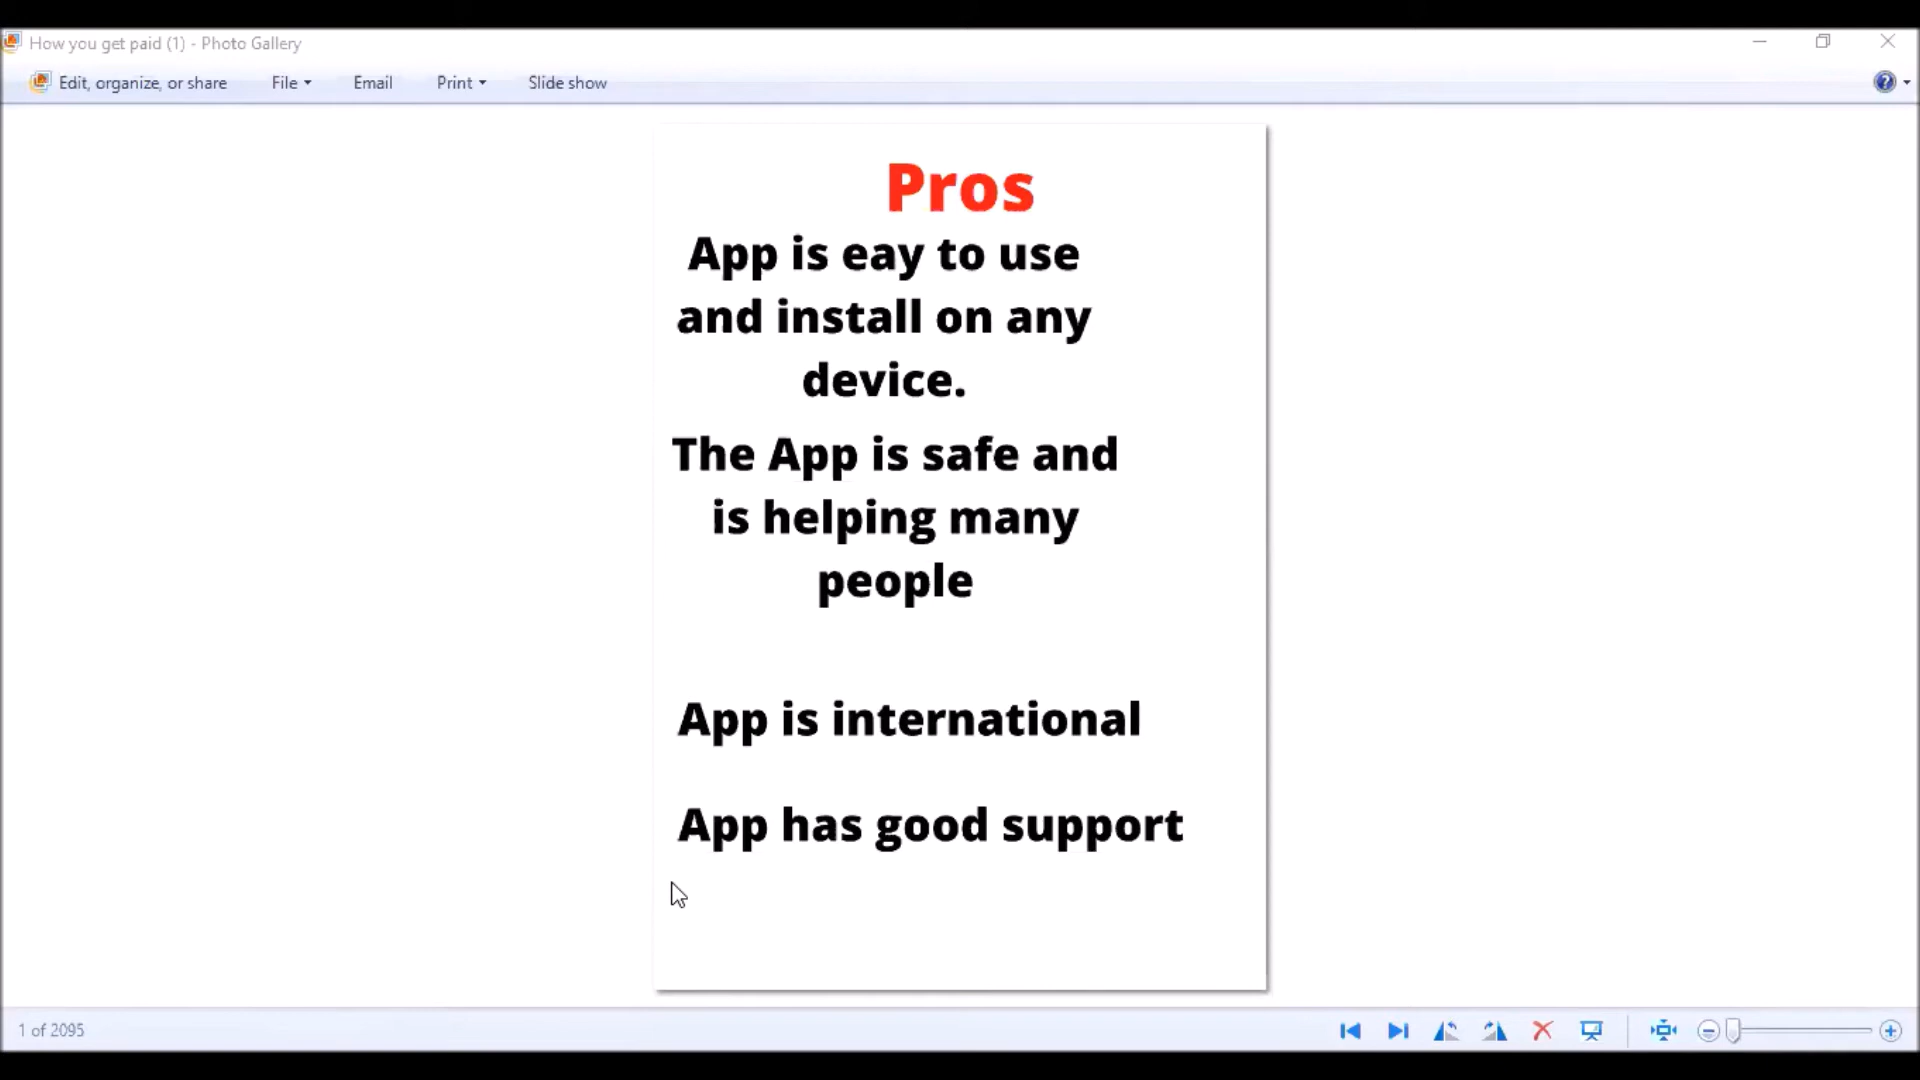 How you get paid (1) - Photo Gallery
Edit, organize, or share File Email Print Slide show
Pros
App is eay to use
and install on any
device.
The App is safe and
is helping many
people
App is international
App has good support
1 of 2095